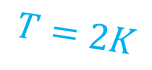 T = 2K